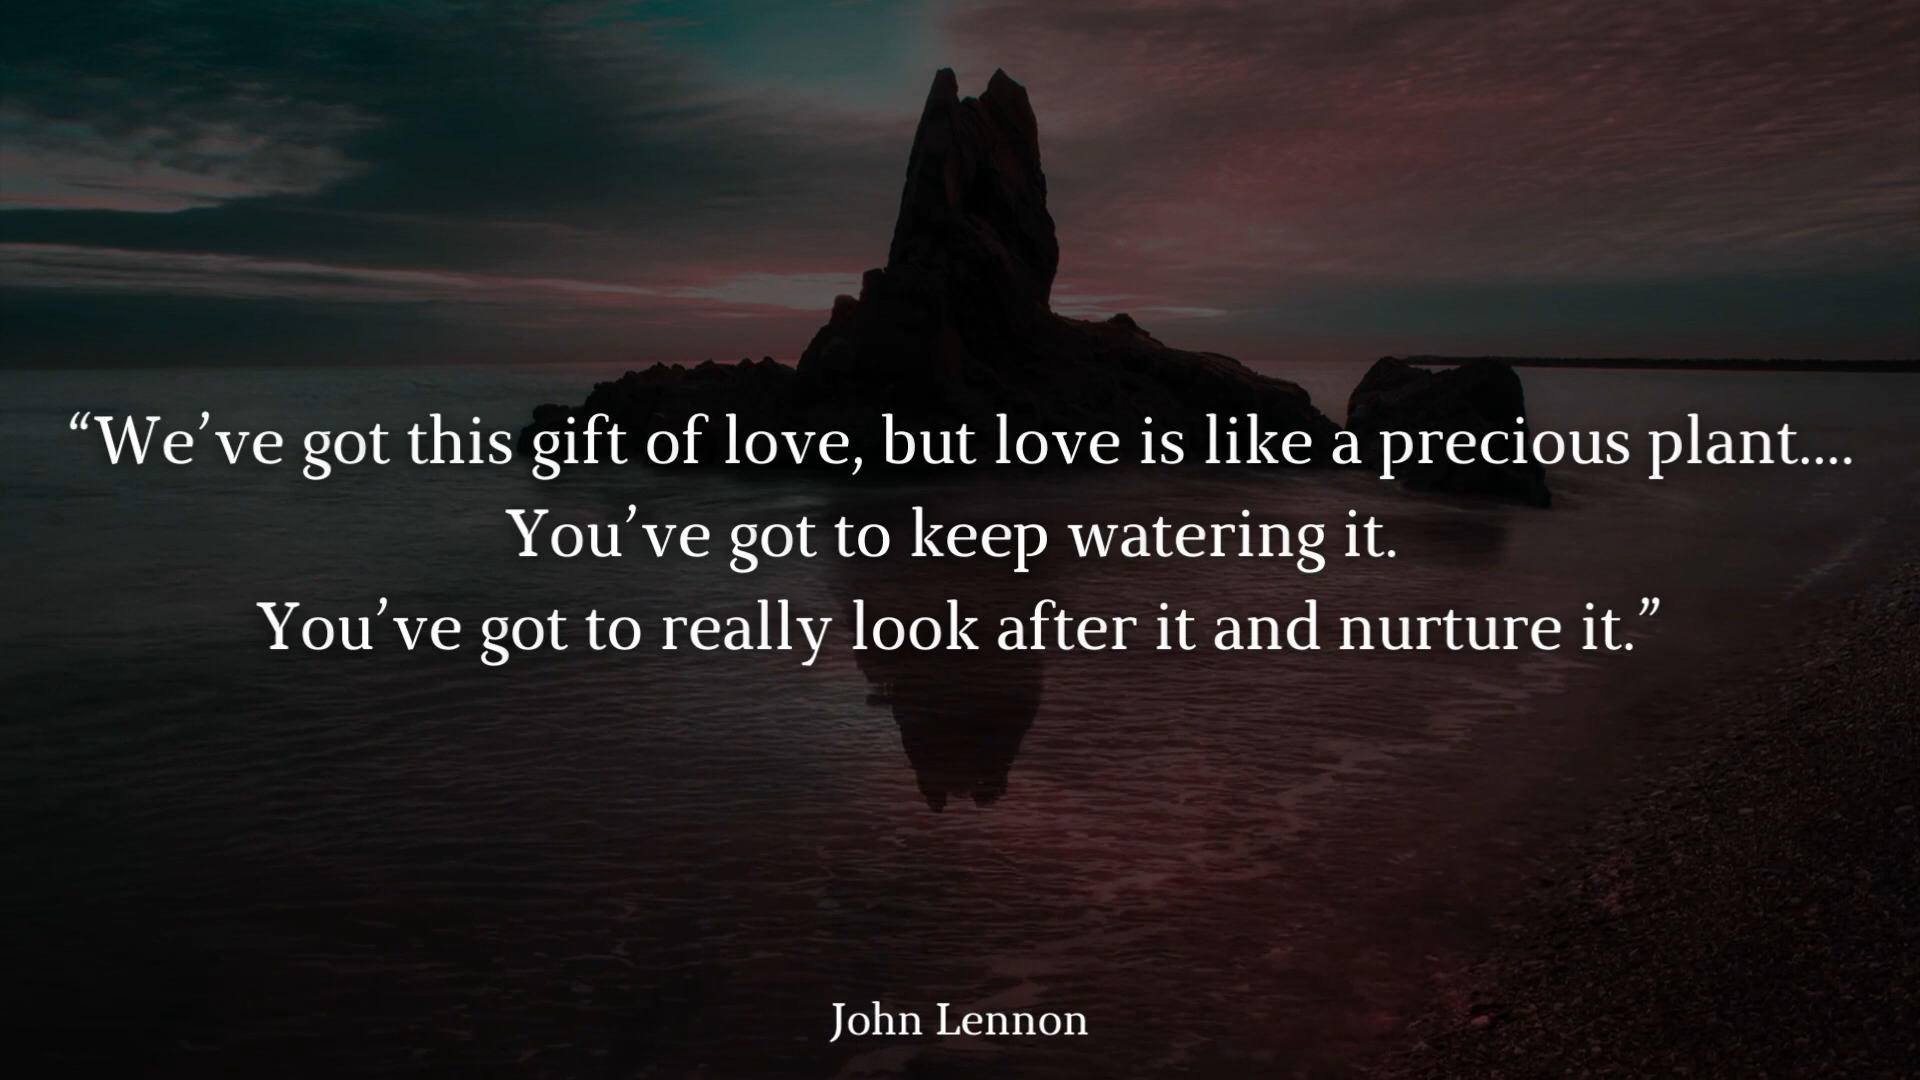 “We’ve got this gift of love, but love is like a precious plant....
You’ve got to keep watering it.
You’ve got to really look after it and nurture it.”
John Lennon